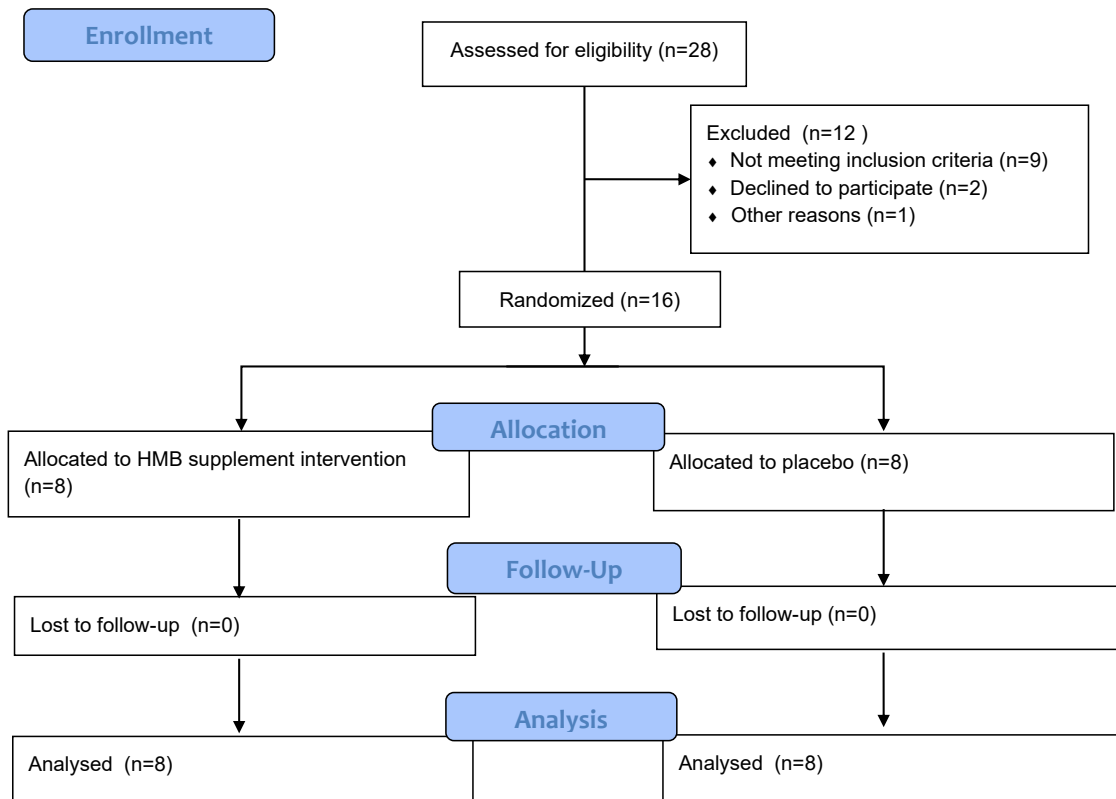 Enrollment
Assessed for eligibility (n=28)
Excluded (n=12 )
♦ Not meeting inclusion criteria (n=9)
♦ Declined to participate (n=2)
♦ Other reasons (n=1)
Randomized (n=16)
Allocation
Allocated to HMB supplement intervention
(n=8)
Allocated to placebo (n=8)
Follow-Up
Lost to follow-up (n=0)
Lost to follow-up (n=0)
Analysis
Analysed (n=8)
Analysed (n=8)